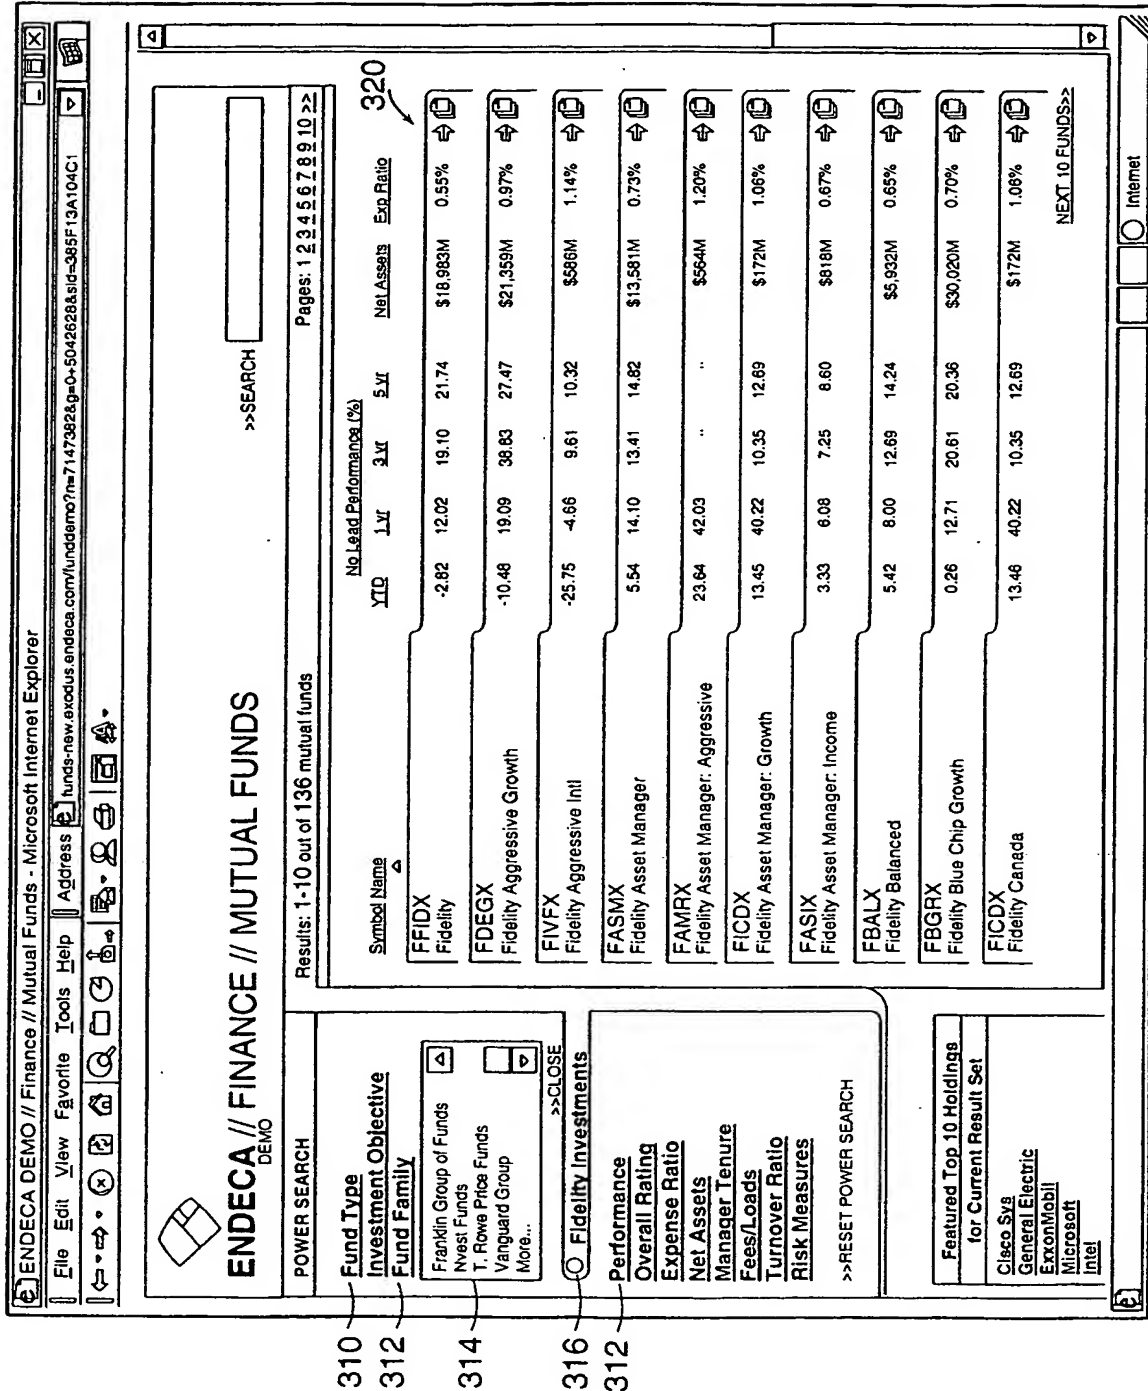 ENDECA DEMO // Finance // Mutual Funds - Microsoft Internet Explorer
File Edit View Favorite Tools Help Address funds-new.exodus.endeca.com/funddemo?n=7147382&g=0+5042628&sid=385F13A104C1
ENDECA // FINANCE // MUTUAL FUNDS
DEMO
>>SEARCH
POWER SEARCH
310
Fund Type
Investment Objective
312
Fund Family
314
Franklin Group of Funds
Nvest Funds
T. Rowe Price Funds
Vanguard Group
More...
>>CLOSE
316
Fidelity Investments
312
Performance
Overall Rating
Expense Ratio
Net Assets
Manager Tenure
Fees/Loads
Turnover Ratio
Risk Measures
>>RESET POWER SEARCH
Featured Top 10 Holdings
for Current Result Set
Cisco Sys
General Electric
ExxonMobil
Microsoft
Intel
Results: 1-10 out of 136 mutual funds Pages: 1 2 3 4 5 6 7 8 9 10 >>
No Lead Performance (%)
Symbol Name YTD 1 yr 3 yr 5 yr Net Assets Exp Ratio
320
FFIDX
Fidelity -2.82 12.02 19.10 21.74 $18,983M 0.55%
FDEGX
Fidelity Aggressive Growth -10.48 19.09 38.83 27.47 $21,359M 0.97%
FIVFX
Fidelity Aggressive Intl -25.75 -4.66 9.61 10.32 $586M 1.14%
FASMX
Fidelity Asset Manager 5.54 14.10 13.41 14.82 $13,581M 0.73%
FAMRX
Fidelity Asset Manager: Aggressive 23.64 42.03 -- -- $564M 1.20%
FICDX
Fidelity Asset Manager: Growth 13.45 40.22 10.35 12.69 $172M 1.06%
FASIX
Fidelity Asset Manager: Income 3.33 6.08 7.25 8.60 $818M 0.67%
FBALX
Fidelity Balanced 5.42 8.00 12.69 14.24 $5,932M 0.65%
FBGRX
Fidelity Blue Chip Growth 0.26 12.71 20.61 20.36 $30,020M 0.70%
FICDX
Fidelity Canada 13.46 40.22 10.35 12.69 $172M 1.06%
NEXT 10 FUNDS>>
Internet